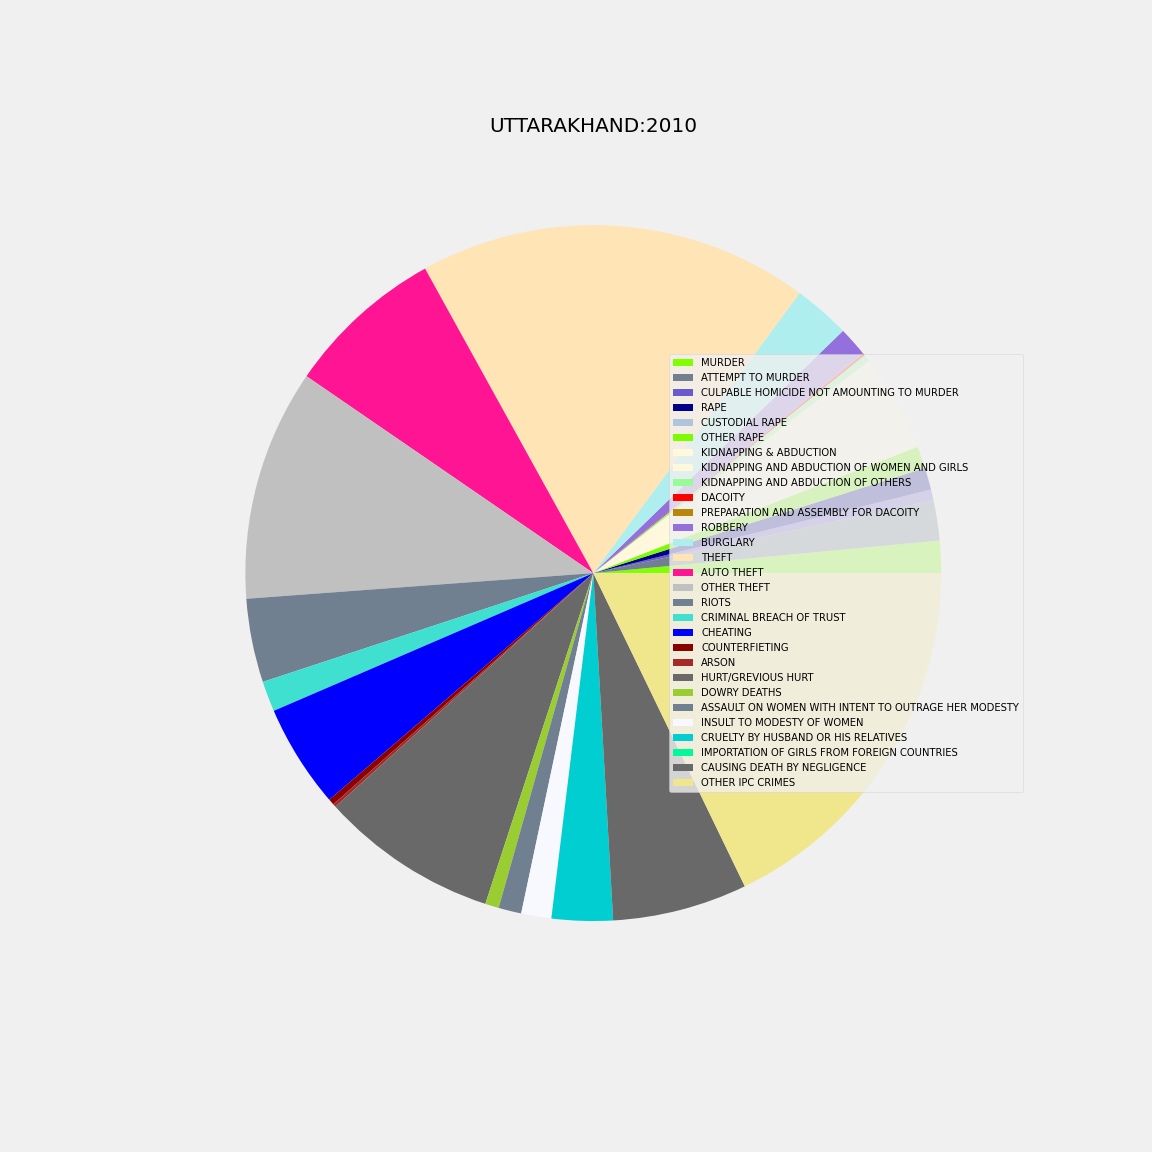 UTTARAKHAND:2010
MURDER
ATTEMPT TO MURDER
CULPABLE HOMICIDE NOT AMOUNTING TO MURDER
RAPE
CUSTODIAL RAPE
OTHER RAPE
KIDNAPPING & ABDUCTION
KIDNAPPING AND ABDUCTION OF WOMEN AND GIRLS
KIDNAPPING AND ABDUCTION OF OTHERS
DACOITY
PREPARATION AND ASSEMBLY FOR DACOITY
ROBBERY
BURGLARY
THEFT
AUTO THEFT
OTHER THEFT
RIOTS
CRIMINAL BREACH OF TRUST
CHEATING
COUNTERFIETING
ARSON
HURT/GREVIOUS HURT
DOWRY DEATHS
ASSAULT ON WOMEN WITH INTENT TO OUTRAGE HER MODESTY
INSULT TO MODESTY OF WOMEN
CRUELTY BY HUSBAND OR HIS RELATIVES
IMPORTATION OF GIRLS FROM FOREIGN COUNTRIES
CAUSING DEATH BY NEGLIGENCE
OTHER IPC CRIMES